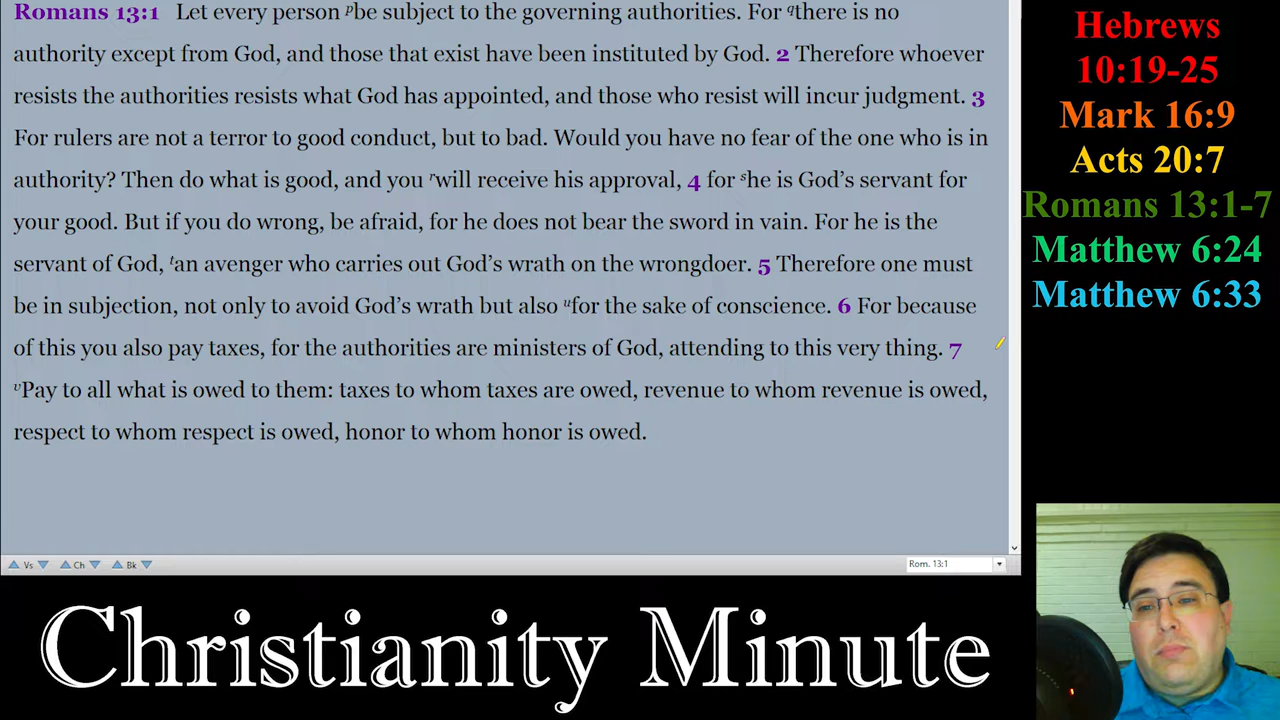 Romans 13:1 Let every person pbe subject to the governing authorities. For qthere is no
authority except from God, and those that exist have been instituted by God. 2 Therefore whoever
resists the authorities resists what God has appointed, and those who resist will incur judgment. 3
For rulers are not a terror to good conduct, but to bad. Would you have no fear of the one who is in
authority? Then do what is good, and you rwill receive his approval, 4 for she is God's servant for
your good. But if you do wrong, be afraid, for he does not bear the sword in vain. For he is the
servant of God, tan avenger who carries out God's wrath on the wrongdoer. 5 Therefore one must
be in subjection, not only to avoid God's wrath but also ufor the sake of conscience. 6 For because
of this you also pay taxes, for the authorities are ministers of God, attending to this very thing. 7
vPay to all what is owed to them: taxes to whom taxes are owed, revenue to whom revenue is owed,
respect to whom respect is owed, honor to whom honor is owed.
Vs Ch Bk
Rom. 13:1
Hebrews
10:19-25
Mark 16:9
Acts 20:7
Romans 13:1-7
Matthew 6:24
Matthew 6:33
Christianity Minute